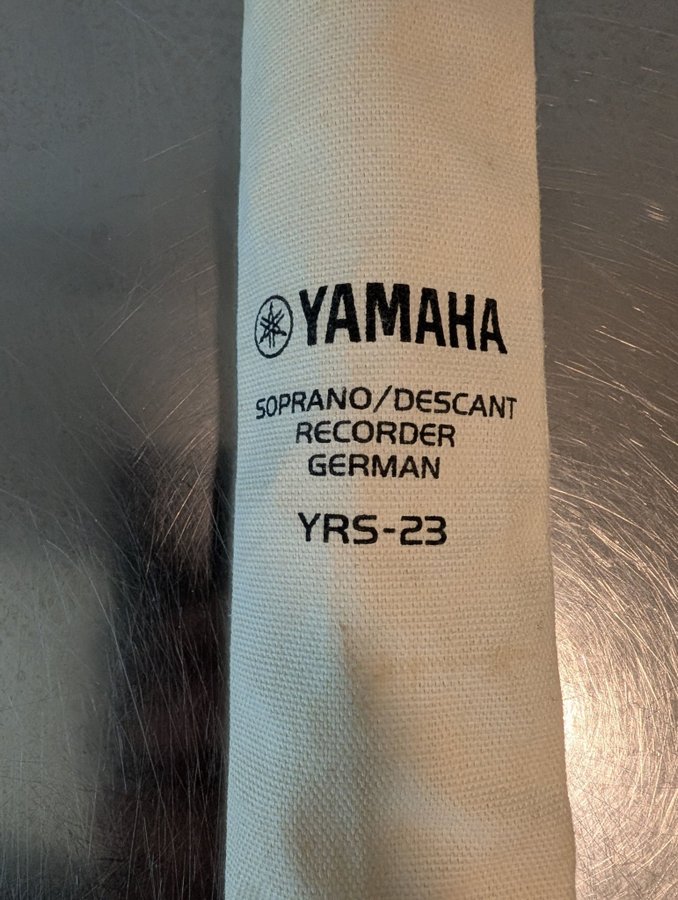 YAMAHA
SOPRANO/DESCANT
RECORDER
GERMAN
YRS-23